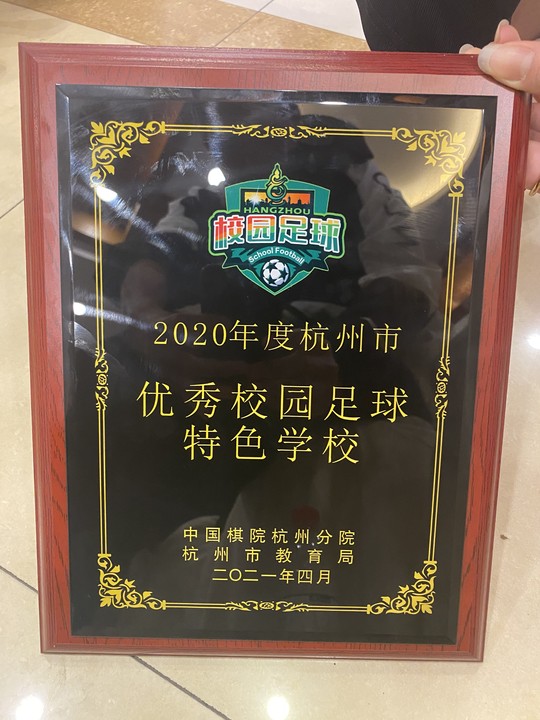 HANGZHOU
校园足球
School Football
2020年度杭州市
优秀校园足球
特色学校
中国棋院杭州分院
杭州市教育局
二〇二一年四月